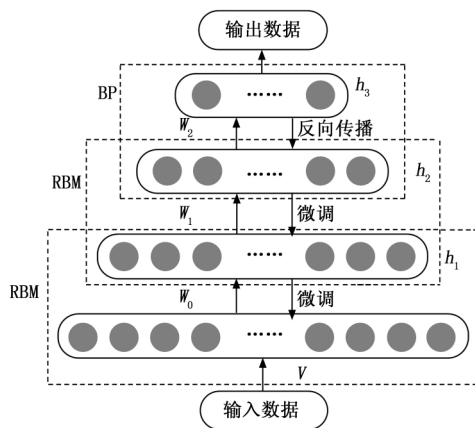 输出数据
BP
……
h₃
W₂
反向传播
RBM
……
h₂
W₁
微调
……
h₁
RBM
W₀
微调
……
V
输入数据